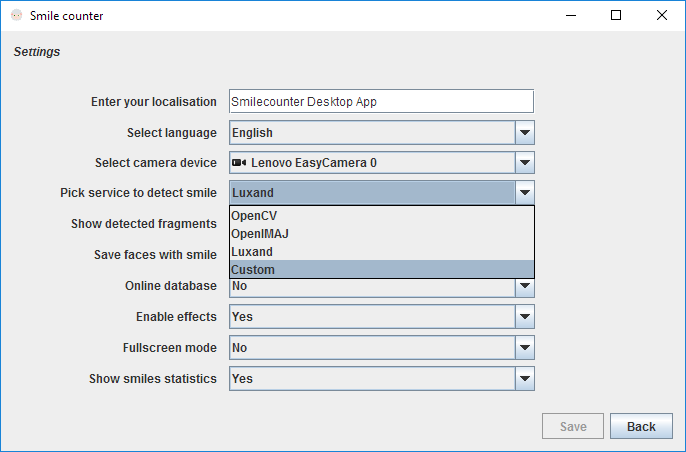 Smile counter
Settings
Enter your localisation Smilecounter Desktop App
Select language English
Select camera device Lenovo EasyCamera 0
Pick service to detect smile Luxand
OpenCV
Show detected fragments
OpenIMAJ
Luxand
Save faces with smile
Custom
Online database No
Enable effects Yes
Fullscreen mode No
Show smiles statistics Yes
Save Back